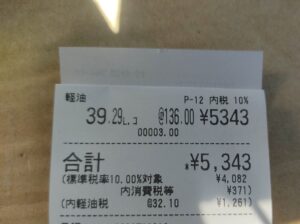 軽油 P-12 内税 10%
39.29L コ @136.00 ¥5343
00003.00
合計 ¥5,343
(標準税率10.00%対象 ¥4,082
内消費税等 ¥371)
(内軽油税 @32.10 ¥1,261)